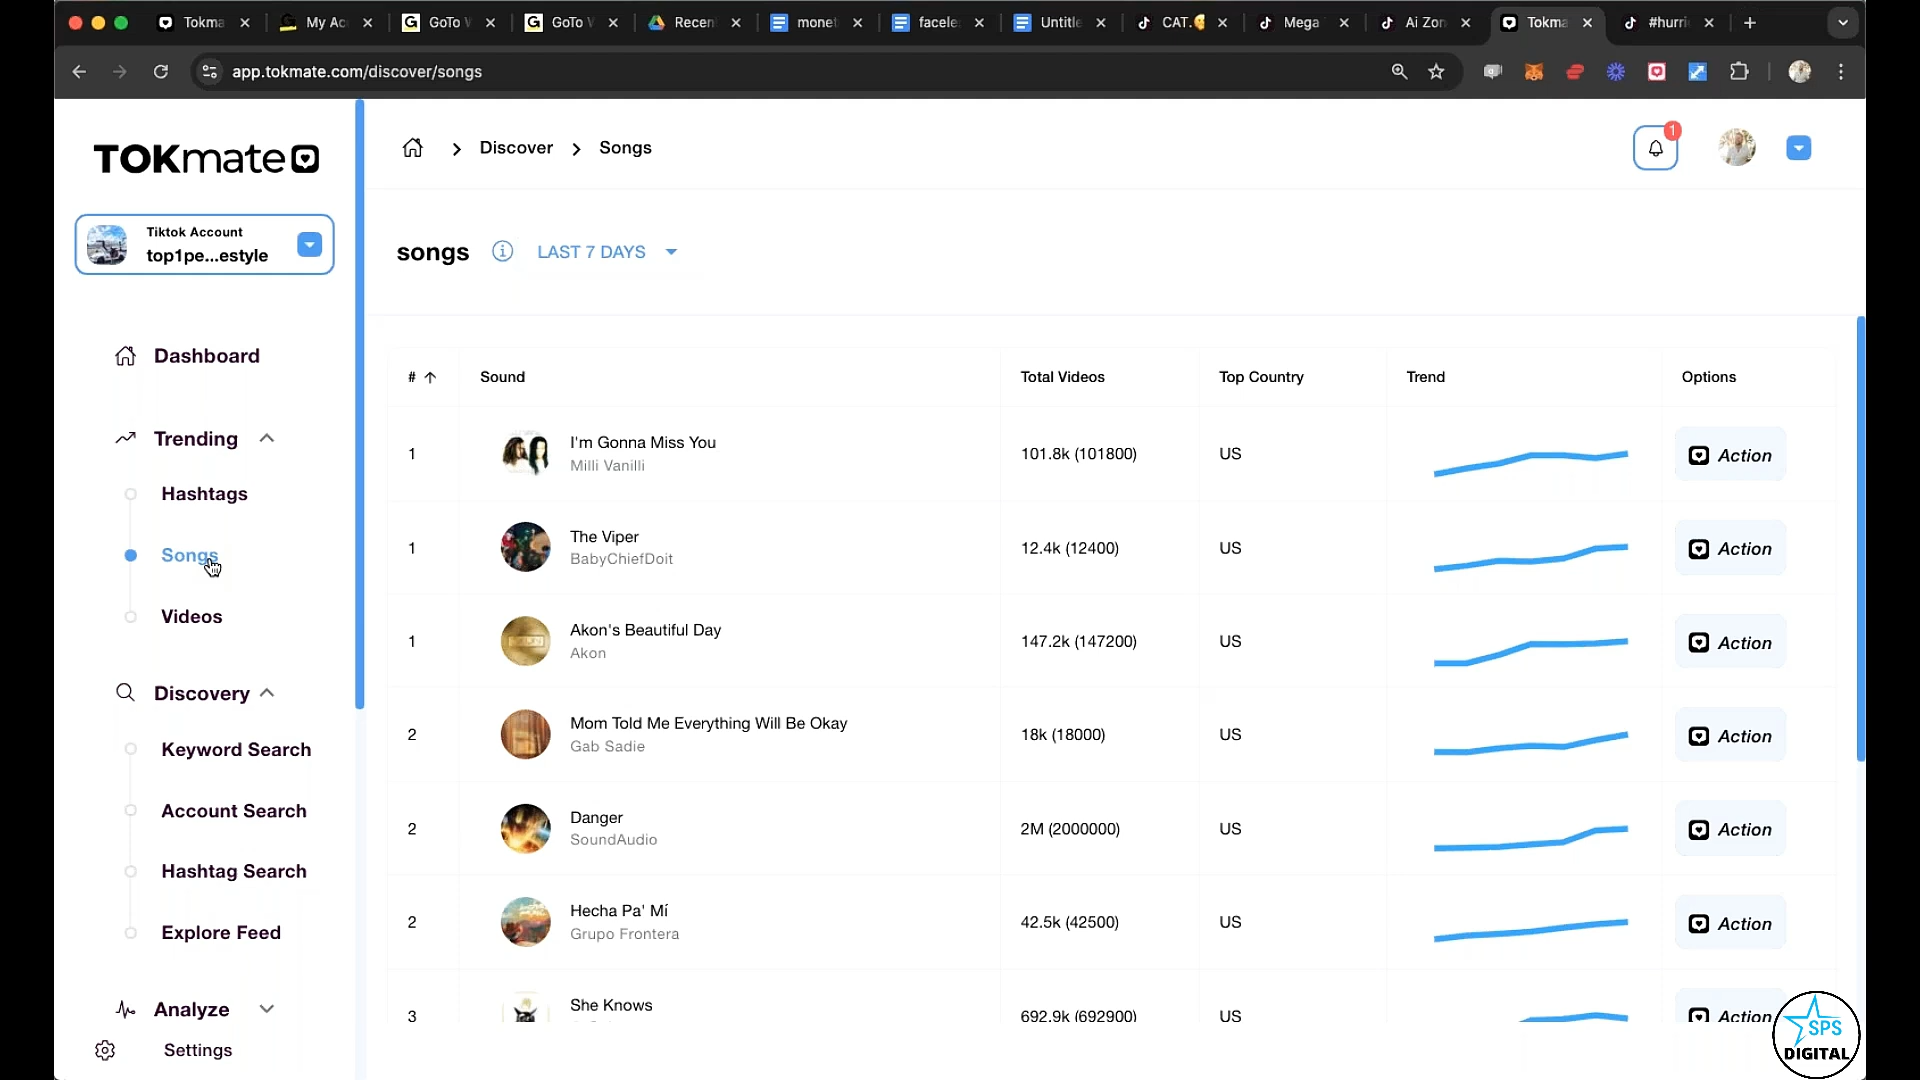 Tokma
My Ac
GoTo W
GoTo W
Recen
monet
facele
Untitle
CAT.
Mega
Ai Zon
Tokma
#hurri
app.tokmate.com/discover/songs
TOKmate
Discover
Songs
1
Tiktok Account
top1pe...estyle
songs
LAST 7 DAYS
Dashboard
Trending
Hashtags
Songs
Videos
Discovery
Keyword Search
Account Search
Hashtag Search
Explore Feed
Analyze
Settings
# Sound Total Videos Top Country Trend Options
1 I'm Gonna Miss You 101.8k (101800) US Action
Milli Vanilli
1 The Viper 12.4k (12400) US Action
BabyChiefDoit
1 Akon's Beautiful Day 147.2k (147200) US Action
Akon
2 Mom Told Me Everything Will Be Okay 18k (18000) US Action
Gab Sadie
2 Danger 2M (2000000) US Action
SoundAudio
2 Hecha Pa' Mí 42.5k (42500) US Action
Grupo Frontera
3 She Knows 692.9k (692900) US Action
SPS
DIGITAL